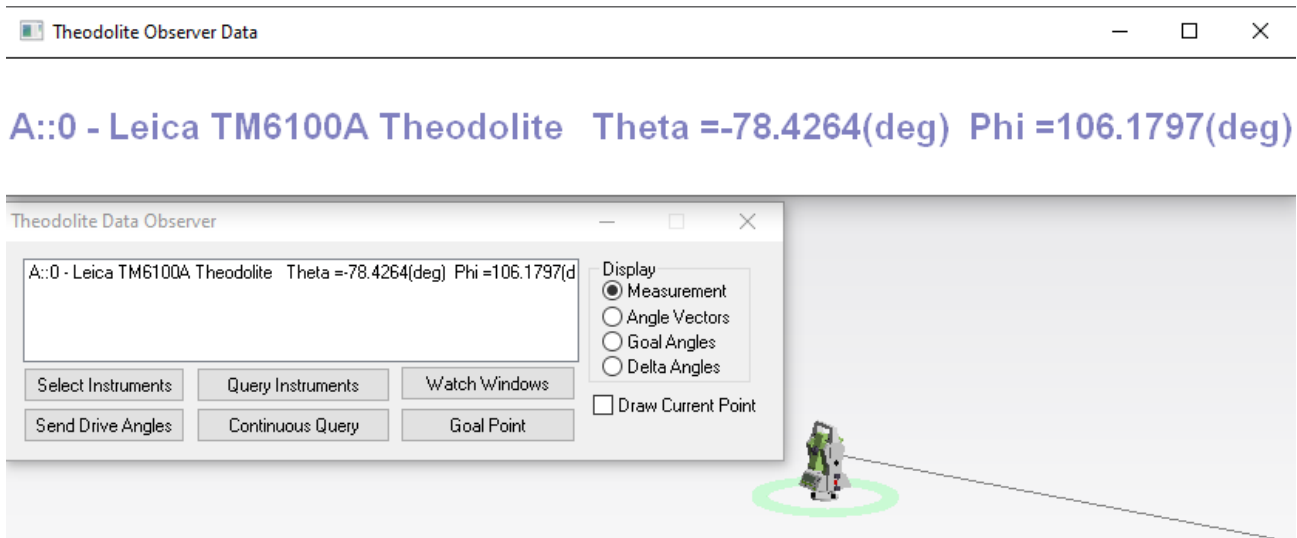 Theodolite Observer Data
A::0 - Leica TM6100A Theodolite Theta =-78.4264(deg) Phi =106.1797(deg)
Theodolite Data Observer
A::0 - Leica TM6100A Theodolite Theta =-78.4264(deg) Phi =106.1797(d
Display
Measurement
Angle Vectors
Goal Angles
Delta Angles
Select Instruments Query Instruments Watch Windows
Draw Current Point
Send Drive Angles Continuous Query Goal Point